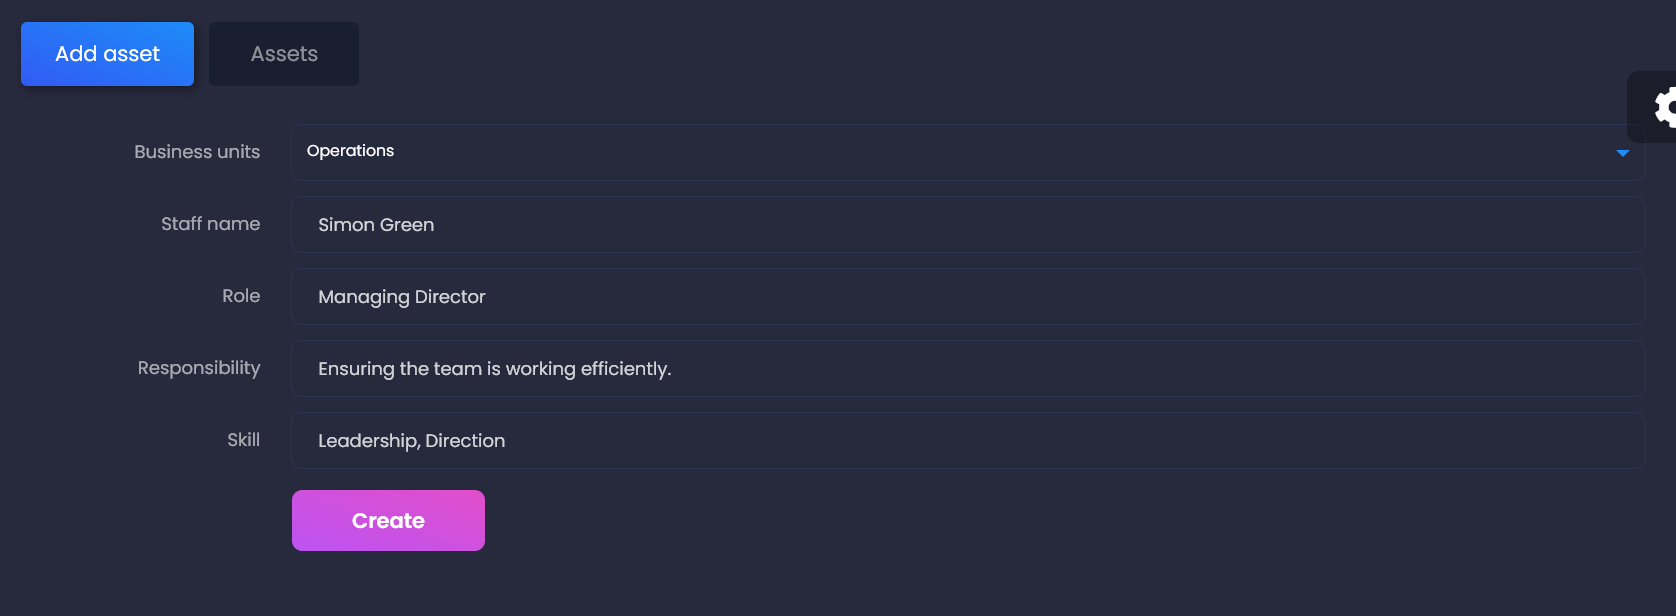 Add asset
Assets
Business units
Operations
Staff name
Simon Green
Role
Managing Director
Responsibility
Ensuring the team is working efficiently.
Skill
Leadership, Direction
Create